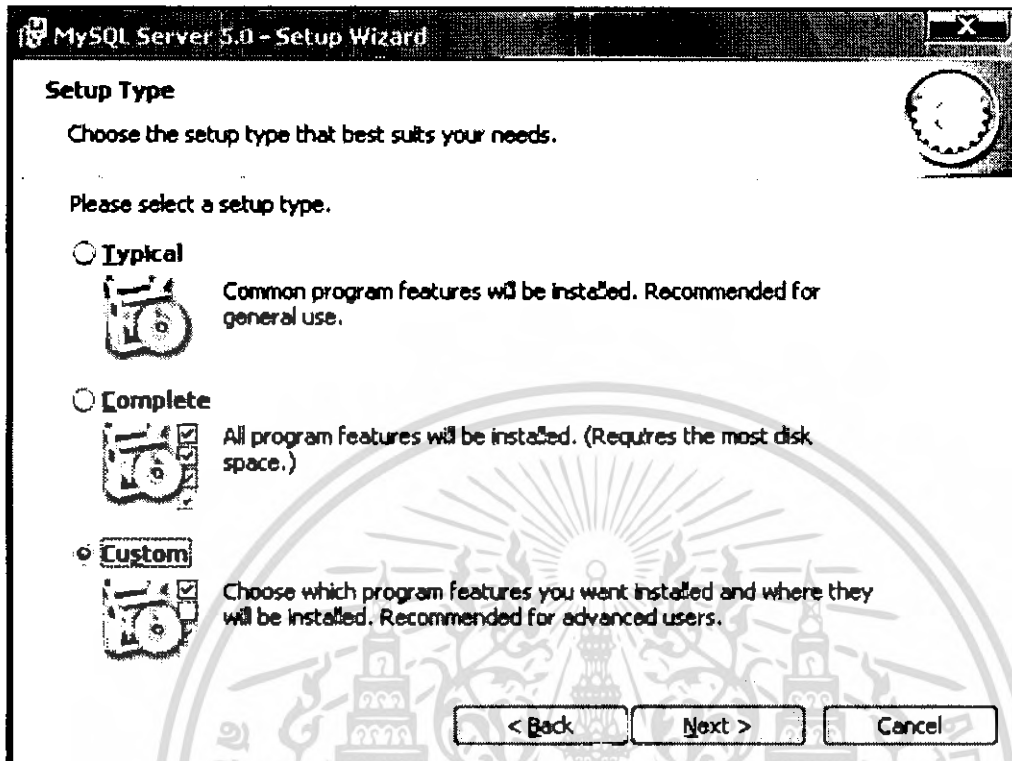 MySQL Server 5.0 - Setup Wizard
Setup Type
Choose the setup type that best suits your needs.
Please select a setup type.
Typical
Common program features will be installed. Recommended for
general use.
Complete
All program features will be installed. (Requires the most disk
space.)
Custom
Choose which program features you want installed and where they
will be installed. Recommended for advanced users.
< Back
Next >
Cancel